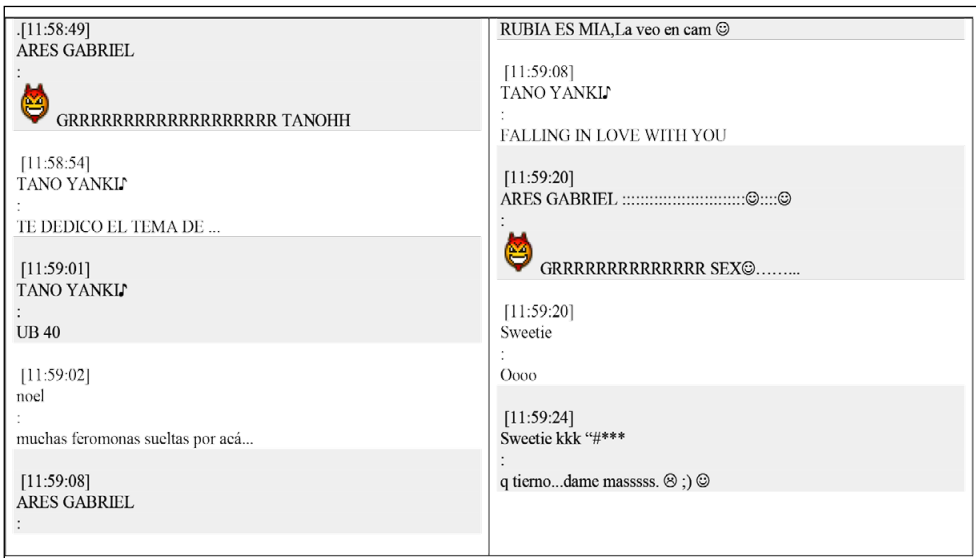 .[11:58:49]
ARES GABRIEL
:
GRRRRRRRRRRRRRRRRRRR TANOHH
[11:58:54]
TANO YANKI♪
:
TE DEDICO EL TEMA DE ...
[11:59:01]
TANO YANKI♪
:
UB 40
[11:59:02]
noel
:
muchas feromonas sueltas por acá...
[11:59:08]
ARES GABRIEL
:
RUBIA ES MIA,La veo en cam ☺
[11:59:08]
TANO YANKI♪
:
FALLING IN LOVE WITH YOU
[11:59:20]
ARES GABRIEL :::::::::::::::::::::::::::☺::::☺
:
GRRRRRRRRRRRRRR SEX☺……...
[11:59:20]
Sweetie
:
Oooo
[11:59:24]
Sweetie kkk “#***
:
q tierno...dame masssss. ☹ ;) ☺